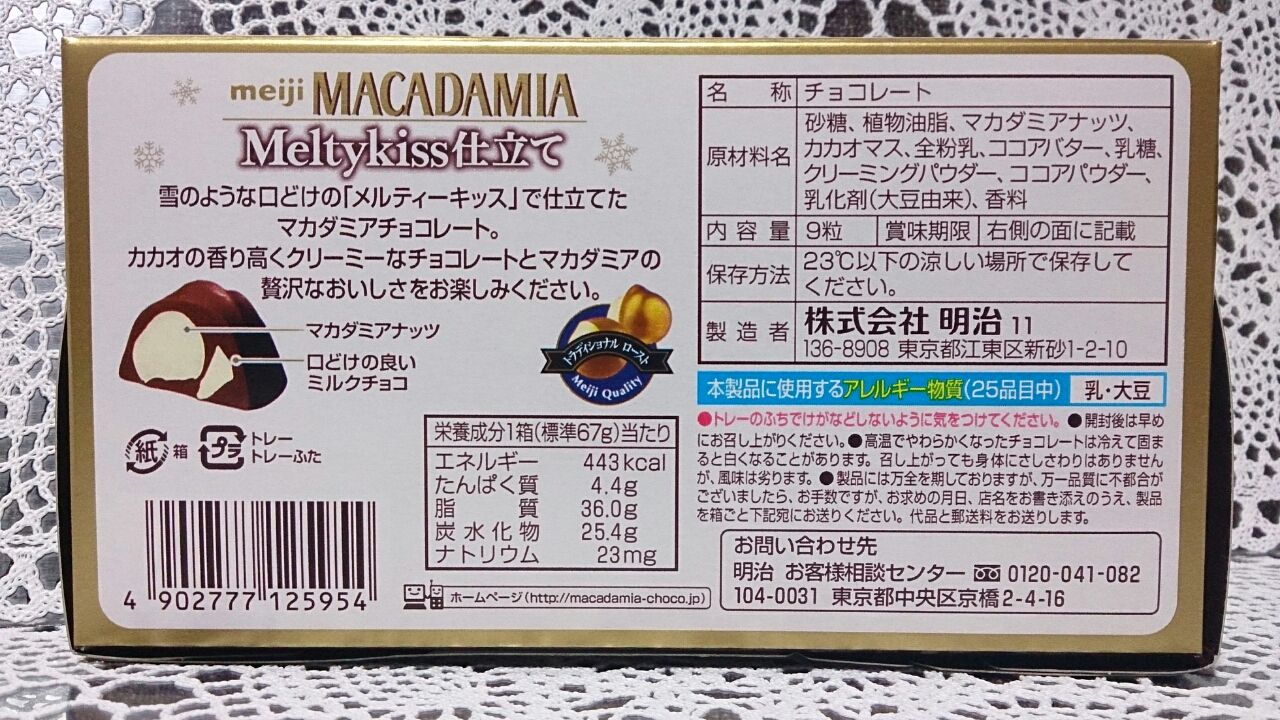 meiji MACADAMIA
Meltykiss仕立て
雪のような口どけの「メルティーキッス」で仕立てた
マカダミアチョコレート。
カカオの香り高くクリーミーなチョコレートとマカダミアの
贅沢なおいしさをお楽しみください。
マカダミアナッツ
口どけの良い
ミルクチョコ
トラディショナル ロースト
Meiji Quality
紙 箱
プラ トレー
トレーふた
栄養成分1箱(標準67g)当たり
エネルギー 443kcal
たんぱく質 4.4g
脂質 36.0g
炭水化物 25.4g
ナトリウム 23mg
4 902777 125954
ホームページ(http://macadamia-choco.jp)
名称 チョコレート
原材料名 砂糖、植物油脂、マカダミアナッツ、
カカオマス、全粉乳、ココアバター、乳糖、
クリーミングパウダー、ココアパウダー、
乳化剤(大豆由来)、香料
内容量 9粒 賞味期限 右側の面に記載
保存方法 23℃以下の涼しい場所で保存して
ください。
製造者 株式会社 明治 11
136-8908 東京都江東区新砂1-2-10
本製品に使用するアレルギー物質(25品目中) 乳・大豆
●トレーのふちでけがなどしないように気をつけてください。●開封後は早め
にお召し上がりください。●高温でやわらかくなったチョコレートは冷えて固ま
ると白くなることがあります。召し上がっても身体にさしさわりはありません
が、風味は劣ります。●製品には万全を期しておりますが、万一品質に不都合が
ございましたら、お手数ですが、お求めの月日、店名をお書き添えのうえ、製品
を箱ごと下記宛にお送りください。代品と郵送料をお送りします。
お問い合わせ先
明治 お客様相談センター 0120-041-082
104-0031 東京都中央区京橋2-4-16